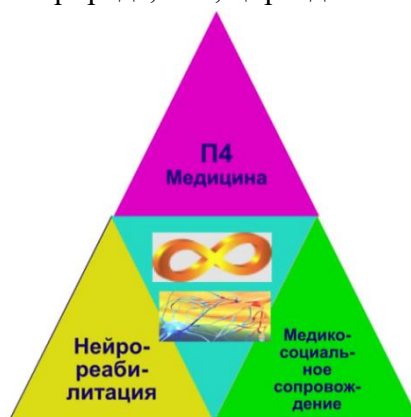 П4
Медицина
Нейро-
реаби-
литация
Медико-
социаль-
ное
сопровож-
дение